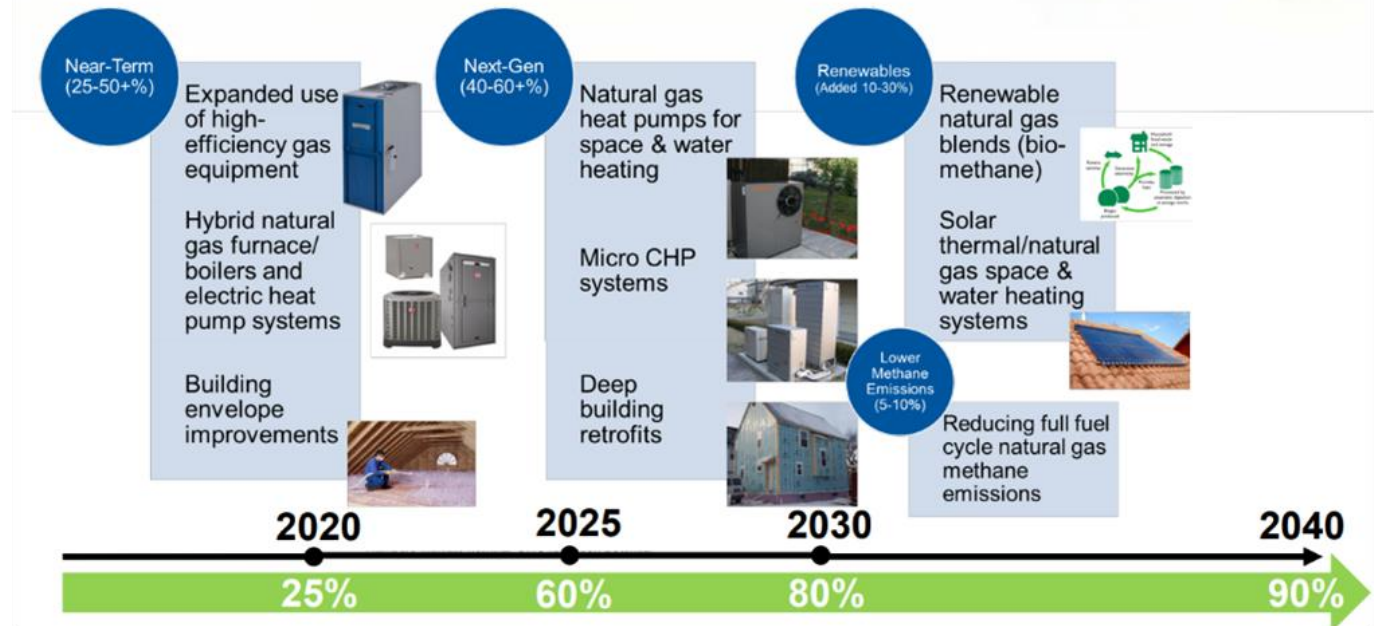 Near-Term
(25-50+%)
Expanded use
of high-
efficiency gas
equipment
Hybrid natural
gas furnace/
boilers and
electric heat
pump systems
Building
envelope
improvements
Next-Gen
(40-60+%)
Natural gas
heat pumps for
space & water
heating
Micro CHP
systems
Deep
building
retrofits
Renewables
(Added 10-30%)
Renewable
natural gas
blends (bio-
methane)
Solar
thermal/natural
gas space &
water heating
systems
Lower
Methane
Emissions
(5-10%)
Reducing full fuel
cycle natural gas
methane
emissions
2020
2025
2030
2040
25%
60%
80%
90%